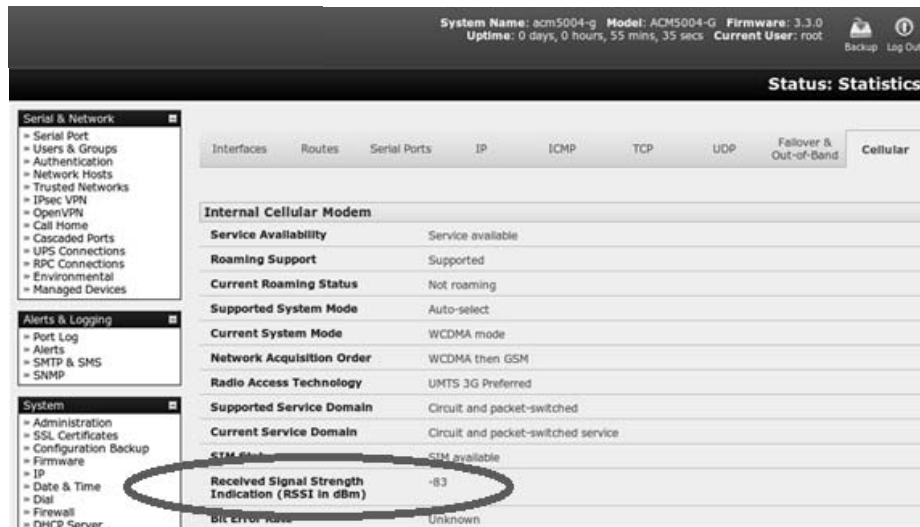 System Name: acm5004-g Model: ACM5004-G Firmware: 3.3.0
Uptime: 0 days, 0 hours, 55 mins, 35 secs Current User: root
Backup Log Out
Status: Statistics
Serial & Network
» Serial Port
» Users & Groups
» Authentication
» Network Hosts
» Trusted Networks
» IPsec VPN
» OpenVPN
» Call Home
» Cascaded Ports
» UPS Connections
» RPC Connections
» Environmental
» Managed Devices
Alerts & Logging
» Port Log
» Alerts
» SMTP & SMS
» SNMP
System
» Administration
» SSL Certificates
» Configuration Backup
» Firmware
» IP
» Date & Time
» Dial
» Firewall
» DHCP Server
Interfaces Routes Serial Ports IP ICMP TCP UDP Failover & Out-of-Band Cellular
Internal Cellular Modem
Service Availability Service available
Roaming Support Supported
Current Roaming Status Not roaming
Supported System Mode Auto-select
Current System Mode WCDMA mode
Network Acquisition Order WCDMA then GSM
Radio Access Technology UMTS 3G Preferred
Supported Service Domain Circuit and packet-switched
Current Service Domain Circuit and packet-switched service
SIM SIM available
Received Signal Strength -83
Indication (RSSI in dBm)
Bit Error Rate Unknown